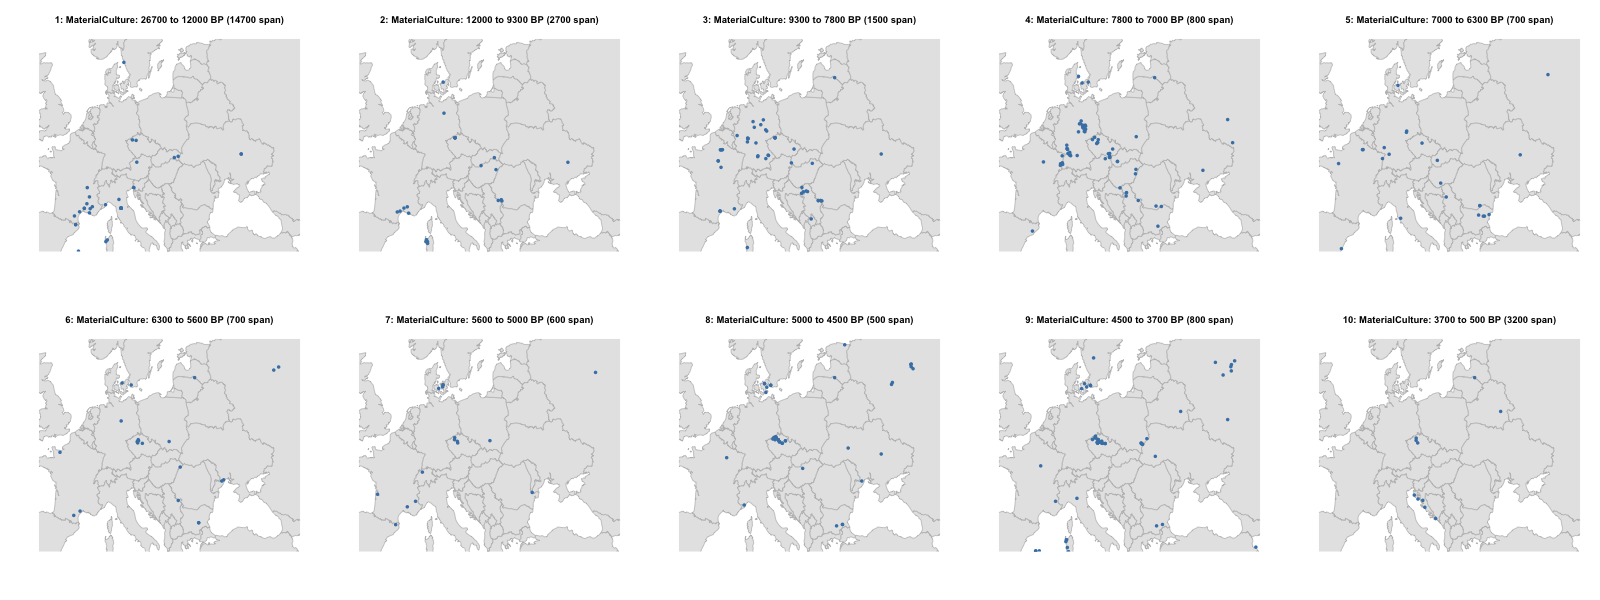 1: MaterialCulture: 26700 to 12000 BP (14700 span)
2: MaterialCulture: 12000 to 9300 BP (2700 span)
3: MaterialCulture: 9300 to 7800 BP (1500 span)
4: MaterialCulture: 7800 to 7000 BP (800 span)
5: MaterialCulture: 7000 to 6300 BP (700 span)
6: MaterialCulture: 6300 to 5600 BP (700 span)
7: MaterialCulture: 5600 to 5000 BP (600 span)
8: MaterialCulture: 5000 to 4500 BP (500 span)
9: MaterialCulture: 4500 to 3700 BP (800 span)
10: MaterialCulture: 3700 to 500 BP (3200 span)